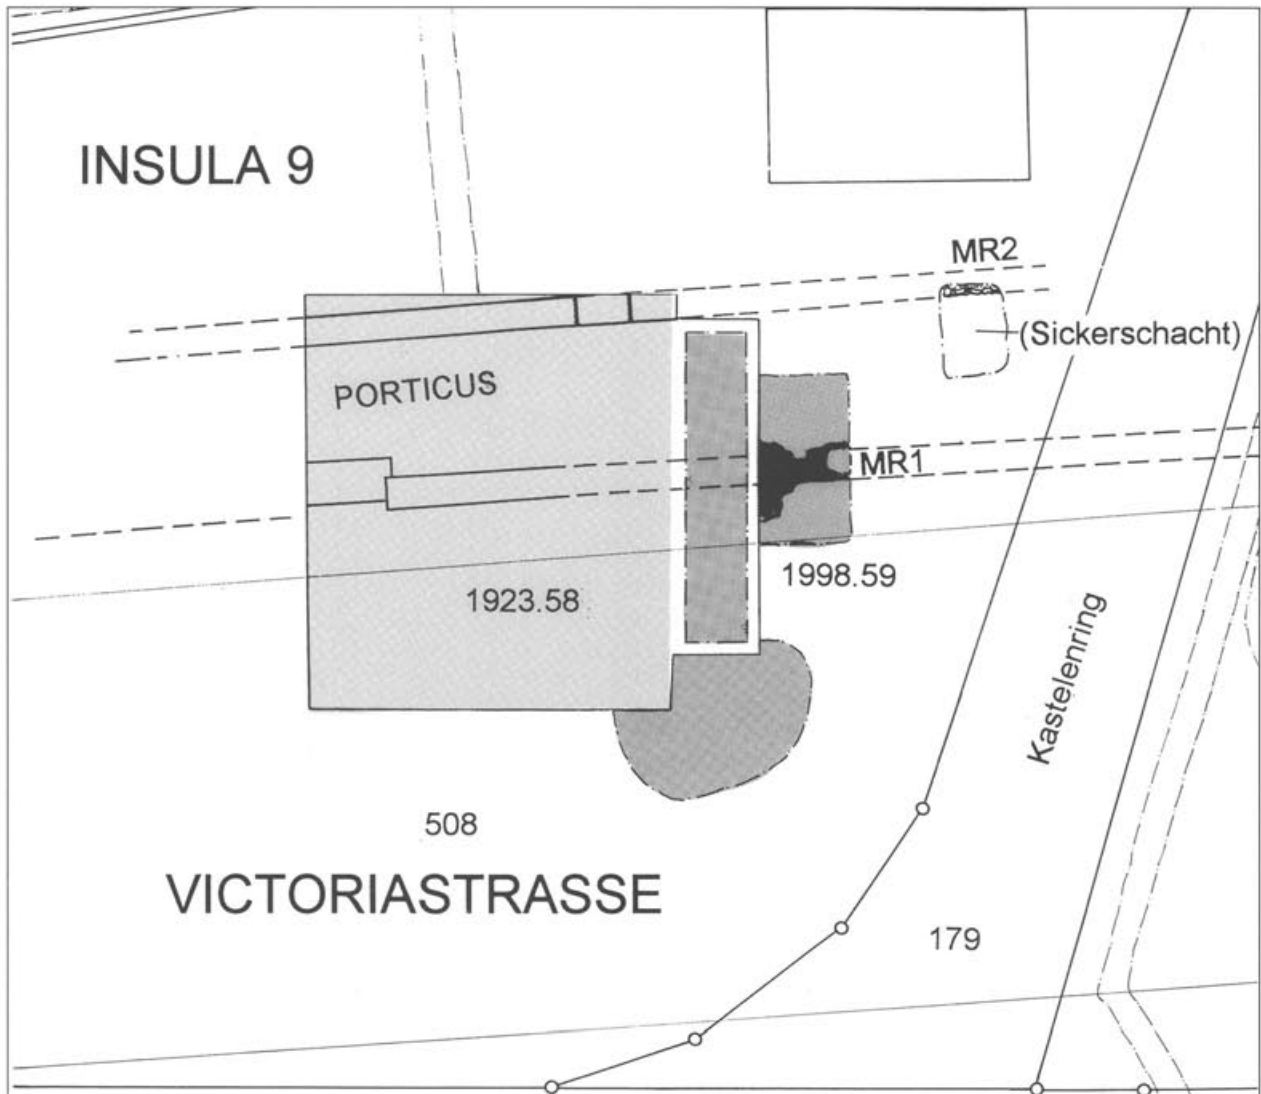 INSULA 9
MR2
(Sickerschacht)
PORTICUS
MR1
1998.59
1923.58
Kastelenring
508
VICTORIASTRASSE
179